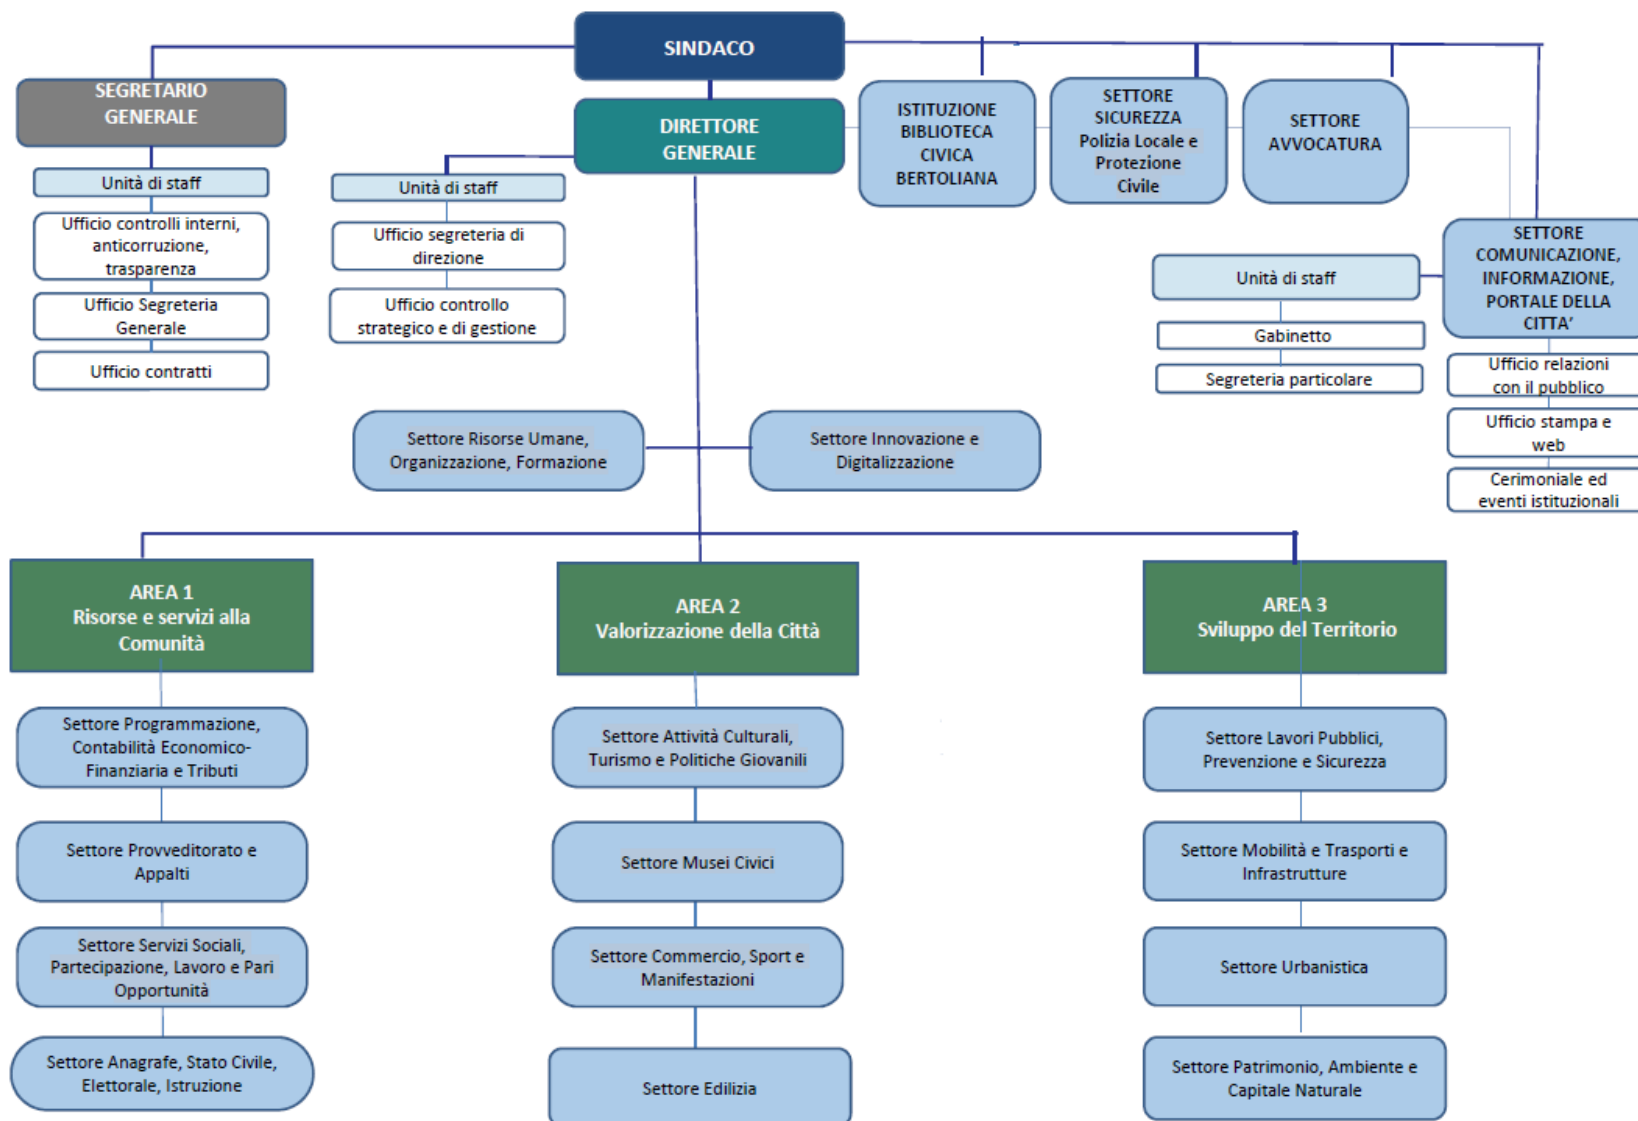 SINDACO
SEGRETARIO
GENERALE
DIRETTORE
GENERALE
ISTITUZIONE
BIBLIOTECA
CIVICA
BERTOLIANA
SETTORE
SICUREZZA
Polizia Locale e
Protezione
Civile
SETTORE
AVVOCATURA
Unità di staff
Ufficio controlli interni,
anticorruzione,
trasparenza
Ufficio Segreteria
Generale
Ufficio contratti
Unità di staff
Ufficio segreteria di
direzione
Ufficio controllo
strategico e di gestione
SETTORE
COMUNICAZIONE,
INFORMAZIONE,
PORTALE DELLA
CITTA’
Unità di staff
Gabinetto
Segreteria particolare
Ufficio relazioni
con il pubblico
Ufficio stampa e
web
Cerimoniale ed
eventi istituzionali
Settore Risorse Umane,
Organizzazione, Formazione
Settore Innovazione e
Digitalizzazione
AREA 1
Risorse e servizi alla
Comunità
AREA 2
Valorizzazione della Città
AREA 3
Sviluppo del Territorio
Settore Programmazione,
Contabilità Economico-
Finanziaria e Tributi
Settore Provveditorato e
Appalti
Settore Servizi Sociali,
Partecipazione, Lavoro e Pari
Opportunità
Settore Anagrafe, Stato Civile,
Elettorale, Istruzione
Settore Attività Culturali,
Turismo e Politiche Giovanili
Settore Musei Civici
Settore Commercio, Sport e
Manifestazioni
Settore Edilizia
Settore Lavori Pubblici,
Prevenzione e Sicurezza
Settore Mobilità e Trasporti e
Infrastrutture
Settore Urbanistica
Settore Patrimonio, Ambiente e
Capitale Naturale